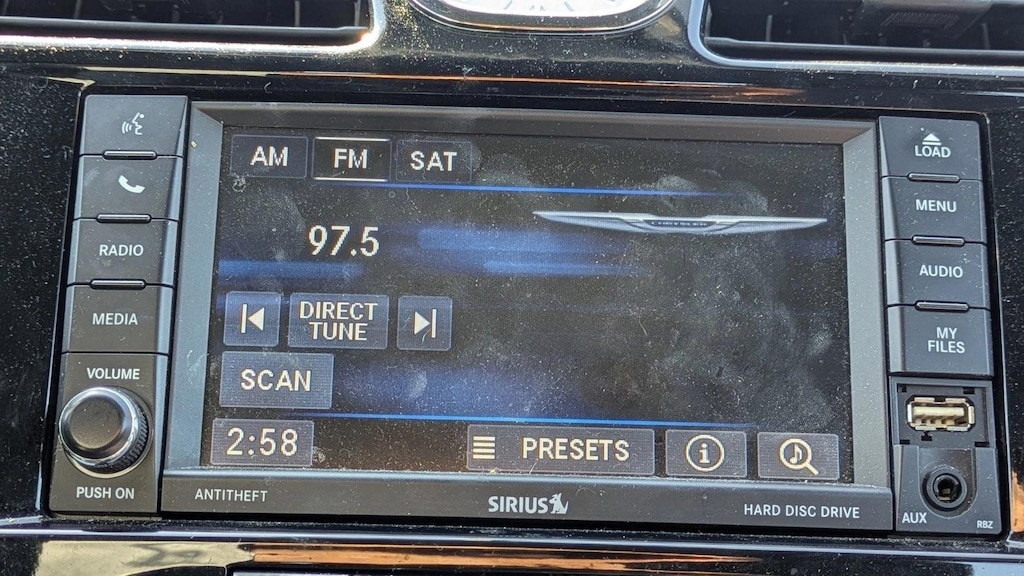 AM FM SAT
97.5
CHRYSLER
DIRECT
TUNE
SCAN
2:58
PRESETS
i
RADIO
MEDIA
VOLUME
PUSH ON
LOAD
MENU
AUDIO
MY
FILES
AUX
RBZ
ANTITHEFT
SIRIUS
HARD DISC DRIVE